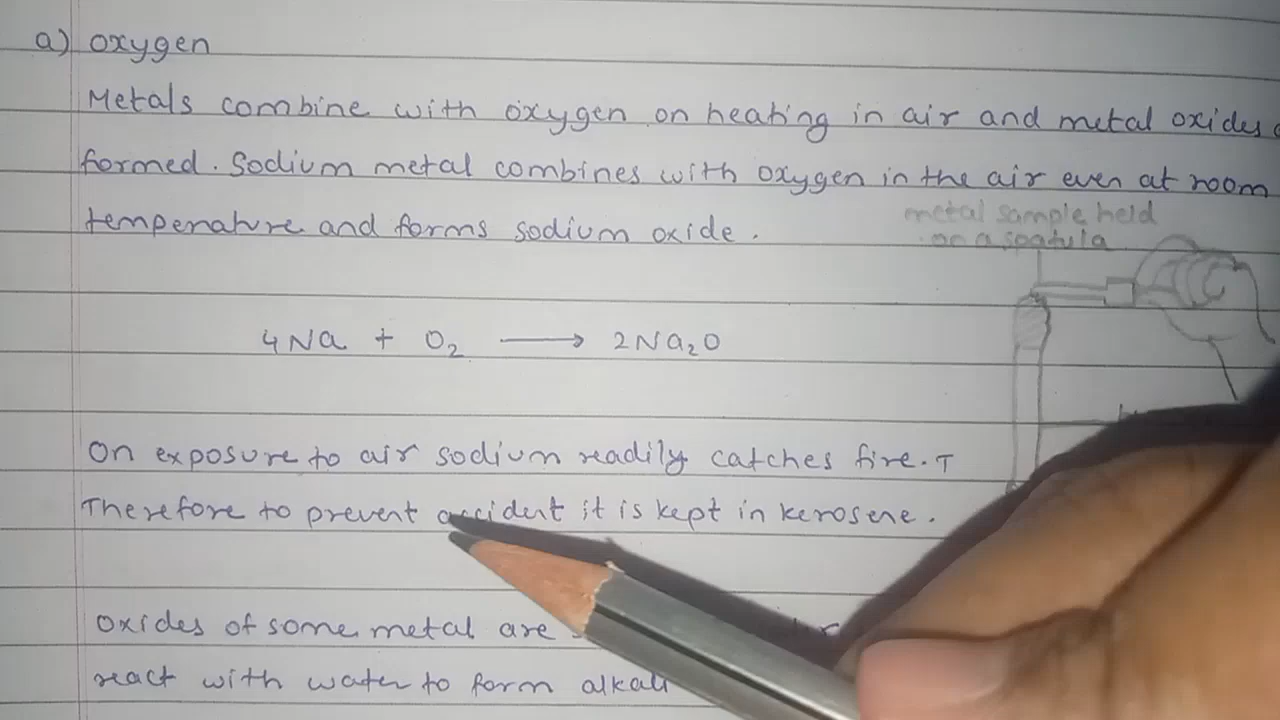 a) oxygen
Metals combine with oxygen on heating in air and metal oxides
formed. Sodium metal combines with oxygen in the air even at room
temperature and forms sodium oxide.
metal sample held
on a spatula
4Na + O₂ ⟶ 2Na₂O
On exposure to air sodium readily catches fire. T
Therefore to prevent accident it is kept in kerosene.
oxides of some metal are
react with water to form alkali